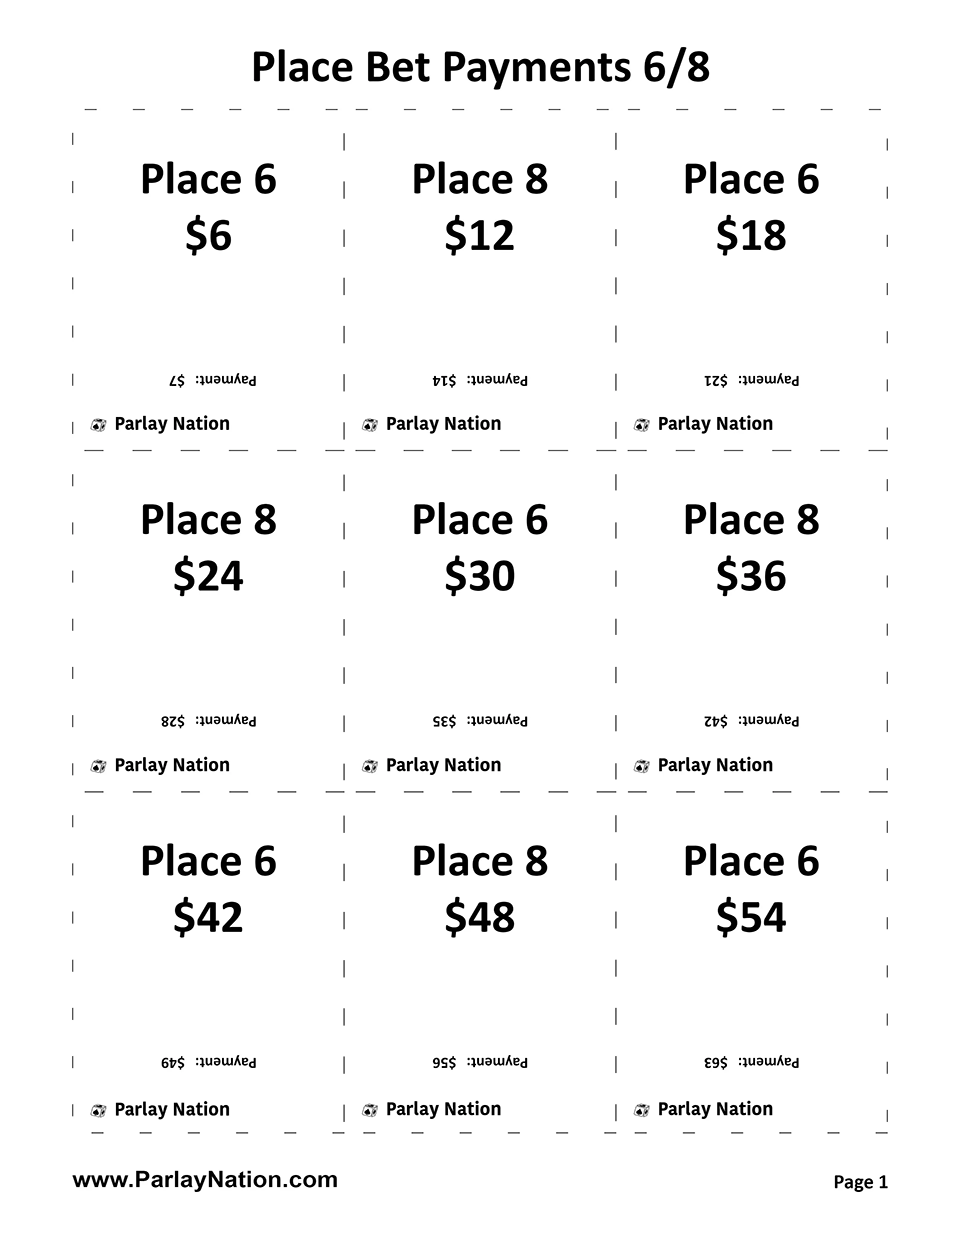 Place Bet Payments 6/8
Place 6
$6
Payment: $7
Parlay Nation
Place 8
$12
Payment: $14
Parlay Nation
Place 6
$18
Payment: $21
Parlay Nation
Place 8
$24
Payment: $28
Parlay Nation
Place 6
$30
Payment: $35
Parlay Nation
Place 8
$36
Payment: $42
Parlay Nation
Place 6
$42
Payment: $49
Parlay Nation
Place 8
$48
Payment: $56
Parlay Nation
Place 6
$54
Payment: $63
Parlay Nation
www.ParlayNation.com
Page 1